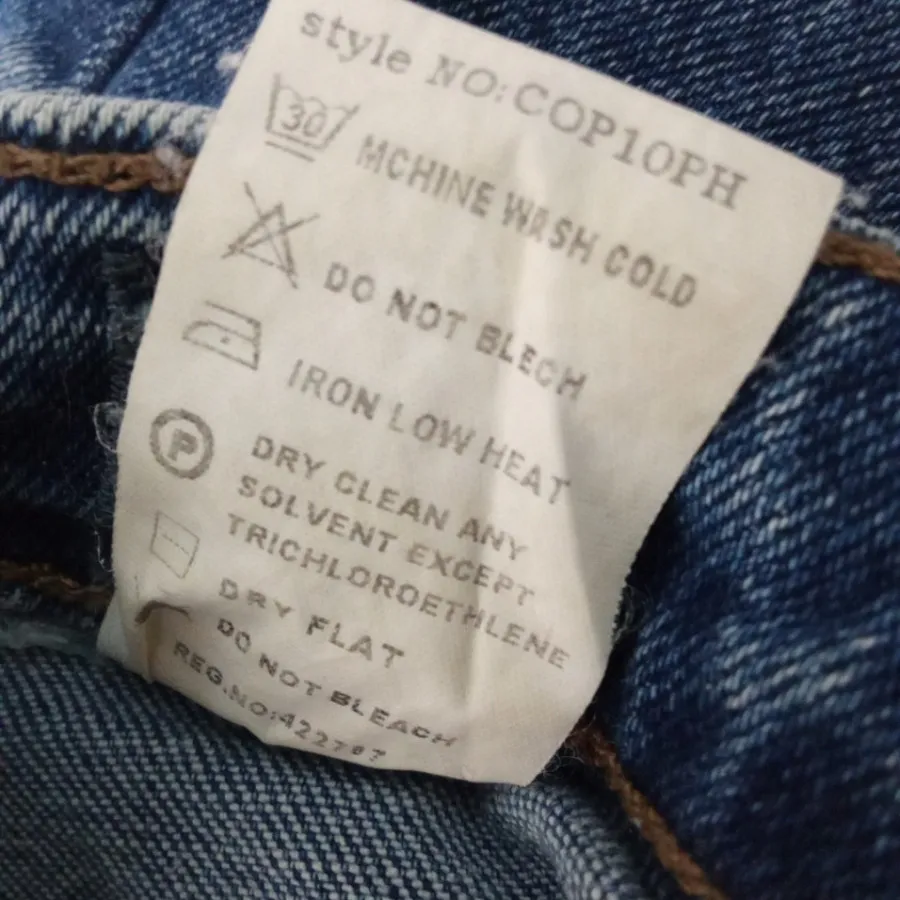 style NO:COP10PH
30
MCHINE WASH COLD
DO NOT BLECH
IRON LOW HEAT
P
DRY CLEAN ANY
SOLVENT EXCEPT
TRICHLOROETHLENE
DRY FLAT
DO NOT BLEACH
REG.NO:422787